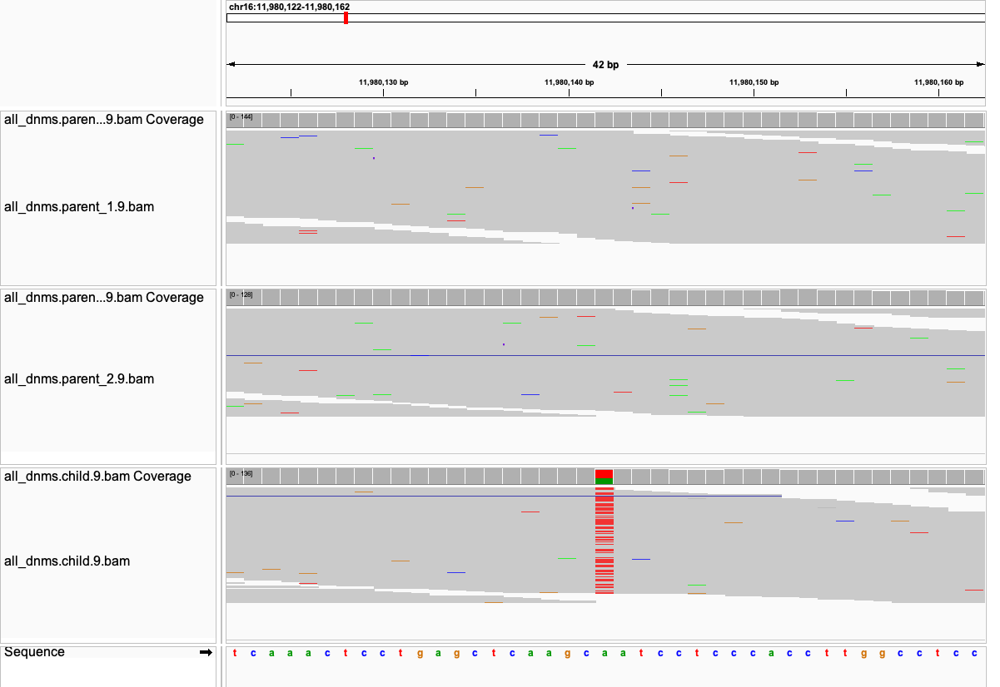 chr16:11,980,122-11,980,162
42 bp
11,980,130 bp 11,980,140 bp 11,980,150 bp 11,980,160 bp
all_dnms.paren...9.bam Coverage
[0 - 144]
all_dnms.parent_1.9.bam
all_dnms.paren...9.bam Coverage
[0 - 128]
all_dnms.parent_2.9.bam
all_dnms.child.9.bam Coverage
[0 - 136]
all_dnms.child.9.bam
Sequence
t c a a a c t c c t g a g c t c a a g c a a t c c t c c c a c c t t g g c c t c c